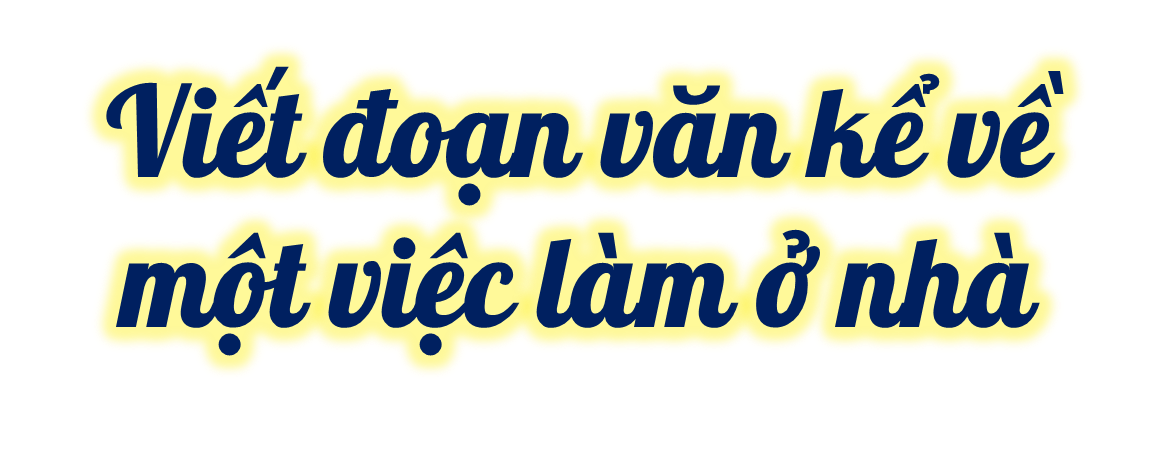 Viết đoạn văn kể về
một việc làm ở nhà